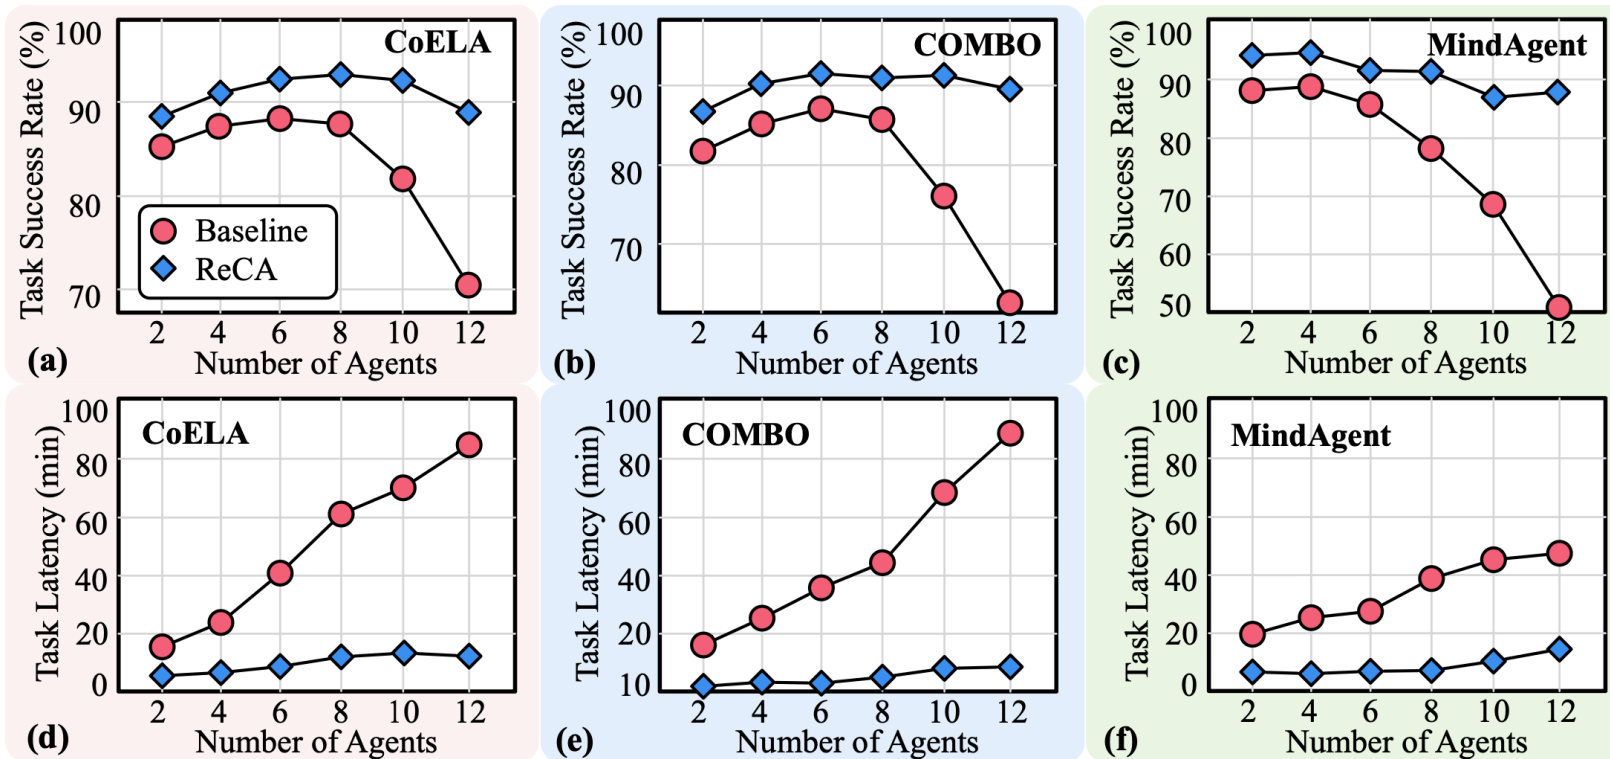 Task Success Rate (%)
100
90
80
70
CoELA
Baseline
ReCA
2 4 6 8 10 12
(a) Number of Agents
Task Success Rate (%)
100
90
80
70
COMBO
2 4 6 8 10 12
(b) Number of Agents
Task Success Rate (%)
100
90
80
70
60
50
MindAgent
2 4 6 8 10 12
(c) Number of Agents
Task Latency (min)
100
80
60
40
20
0
CoELA
2 4 6 8 10 12
(d) Number of Agents
Task Latency (min)
100
80
60
40
20
10
COMBO
2 4 6 8 10 12
(e) Number of Agents
Task Latency (min)
100
80
60
40
20
0
MindAgent
2 4 6 8 10 12
(f) Number of Agents